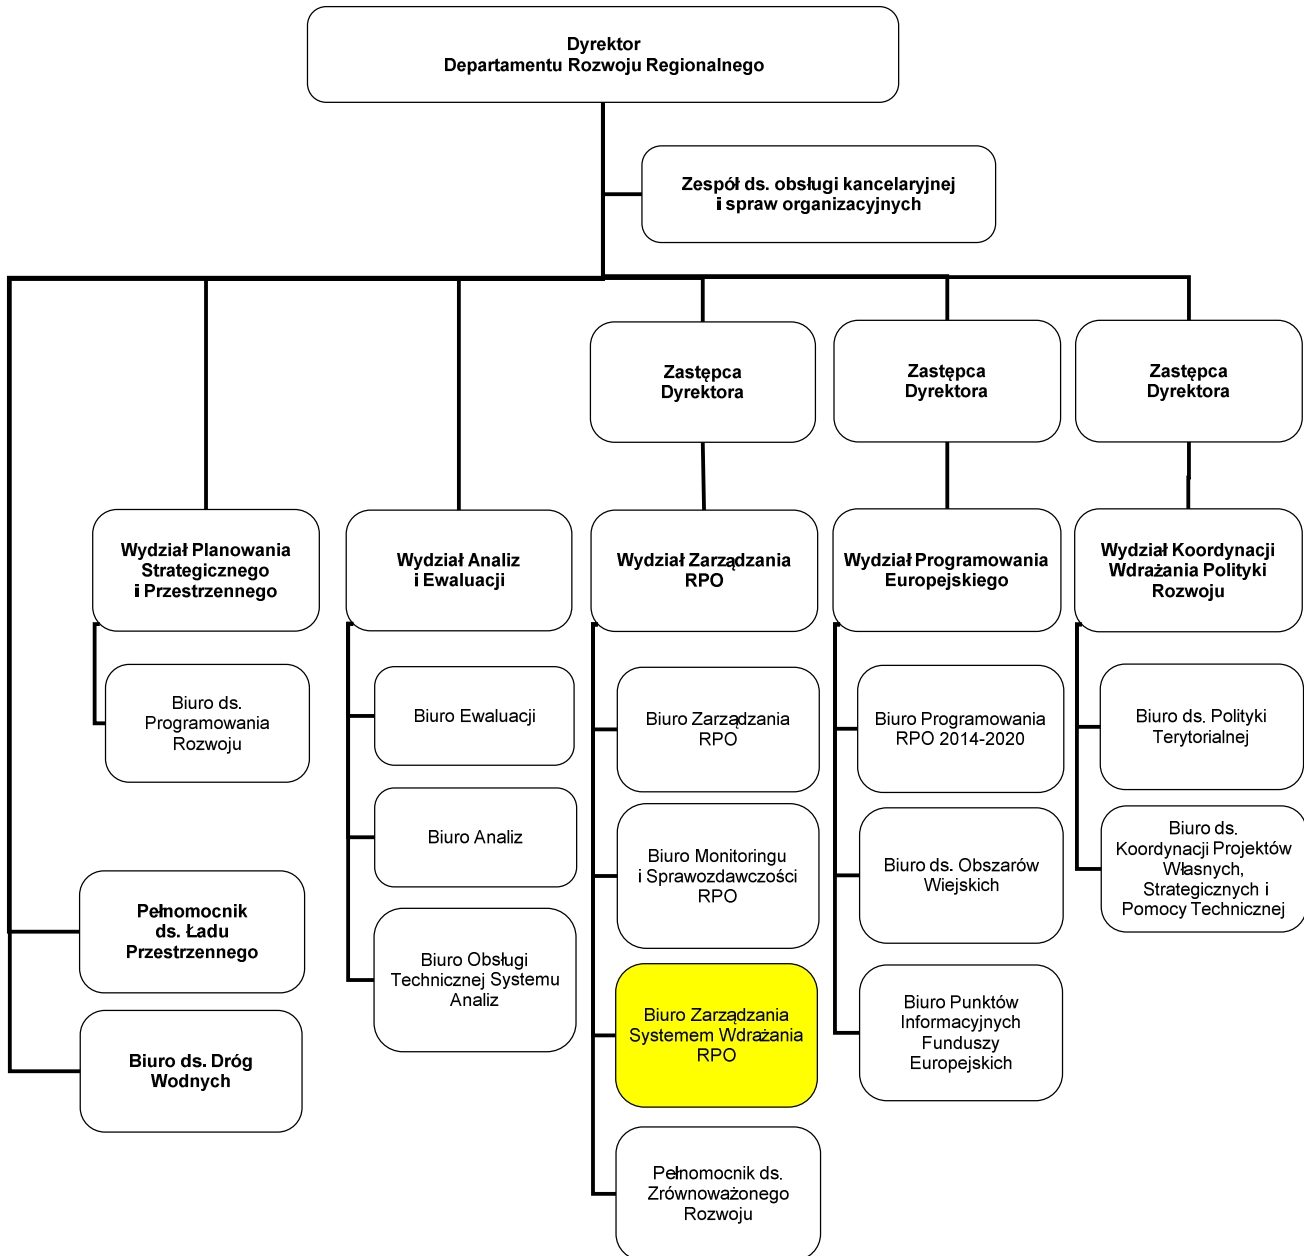 Dyrektor
Departamentu Rozwoju Regionalnego
Zespół ds. obsługi kancelaryjnej
i spraw organizacyjnych
Zastępca
Dyrektora
Zastępca
Dyrektora
Zastępca
Dyrektora
Wydział Planowania
Strategicznego
i Przestrzennego
Wydział Analiz
i Ewaluacji
Wydział Zarządzania
RPO
Wydział Programowania
Europejskiego
Wydział Koordynacji
Wdrażania Polityki
Rozwoju
Biuro ds.
Programowania
Rozwoju
Biuro Ewaluacji
Biuro Zarządzania
RPO
Biuro Programowania
RPO 2014-2020
Biuro ds. Polityki
Terytorialnej
Biuro Analiz
Biuro Monitoringu
i Sprawozdawczości
RPO
Biuro ds. Obszarów
Wiejskich
Biuro ds.
Koordynacji Projektów
Własnych,
Strategicznych i
Pomocy Technicznej
Pełnomocnik
ds. Ładu
Przestrzennego
Biuro Obsługi
Technicznej Systemu
Analiz
Biuro Zarządzania
Systemem Wdrażania
RPO
Biuro Punktów
Informacyjnych
Funduszy
Europejskich
Biuro ds. Dróg
Wodnych
Pełnomocnik ds.
Zrównoważonego
Rozwoju